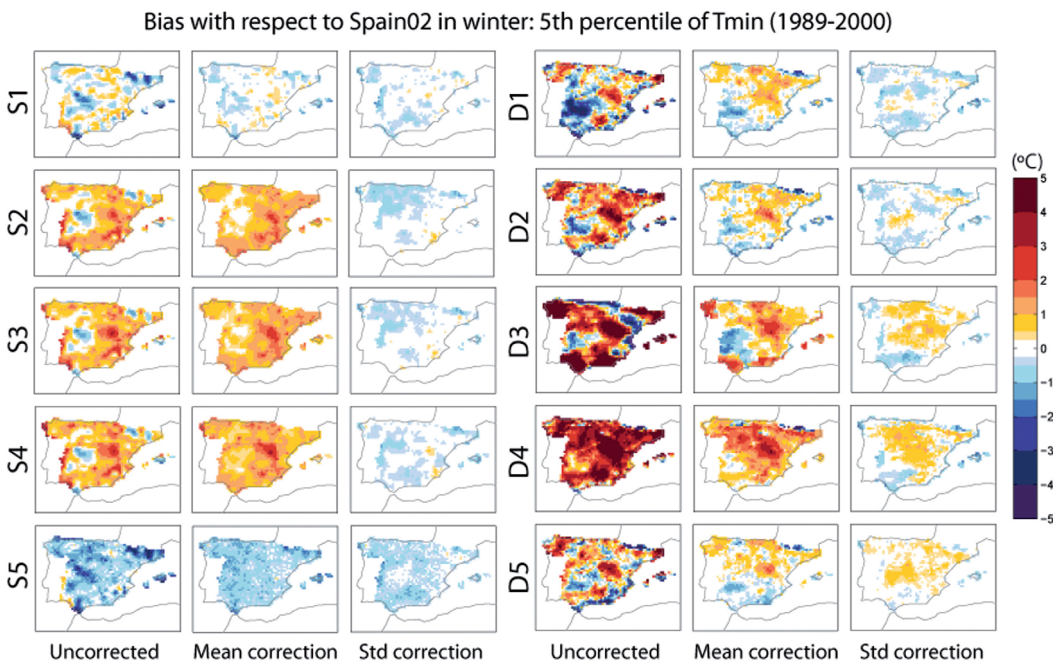 Bias with respect to Spain02 in winter: 5th percentile of Tmin (1989-2000)
S1
D1
S2
D2
S3
D3
S4
D4
S5
D5
(ºC)
5
4
3
2
1
0
−1
−2
−3
−4
−5
Uncorrected
Mean correction
Std correction
Uncorrected
Mean correction
Std correction